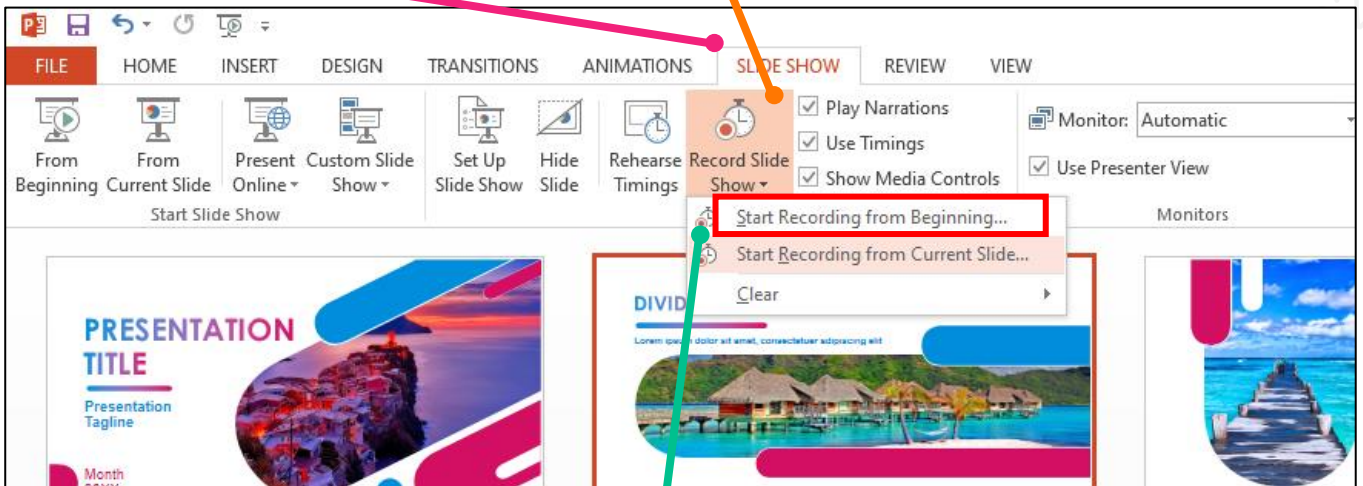 FILE HOME INSERT DESIGN TRANSITIONS ANIMATIONS SLIDE SHOW REVIEW VIEW
From Beginning
From Current Slide
Present Online
Custom Slide Show
Start Slide Show
Set Up Slide Show
Hide Slide
Rehearse Timings
Record Slide Show
Play Narrations
Use Timings
Show Media Controls
Monitor: Automatic
Use Presenter View
Monitors
Start Recording from Beginning...
Start Recording from Current Slide...
Clear
PRESENTATION
TITLE
Presentation
Tagline
Month
DIVID
Lorem ipsum dolor sit amet, consectetuer adipiscing elit